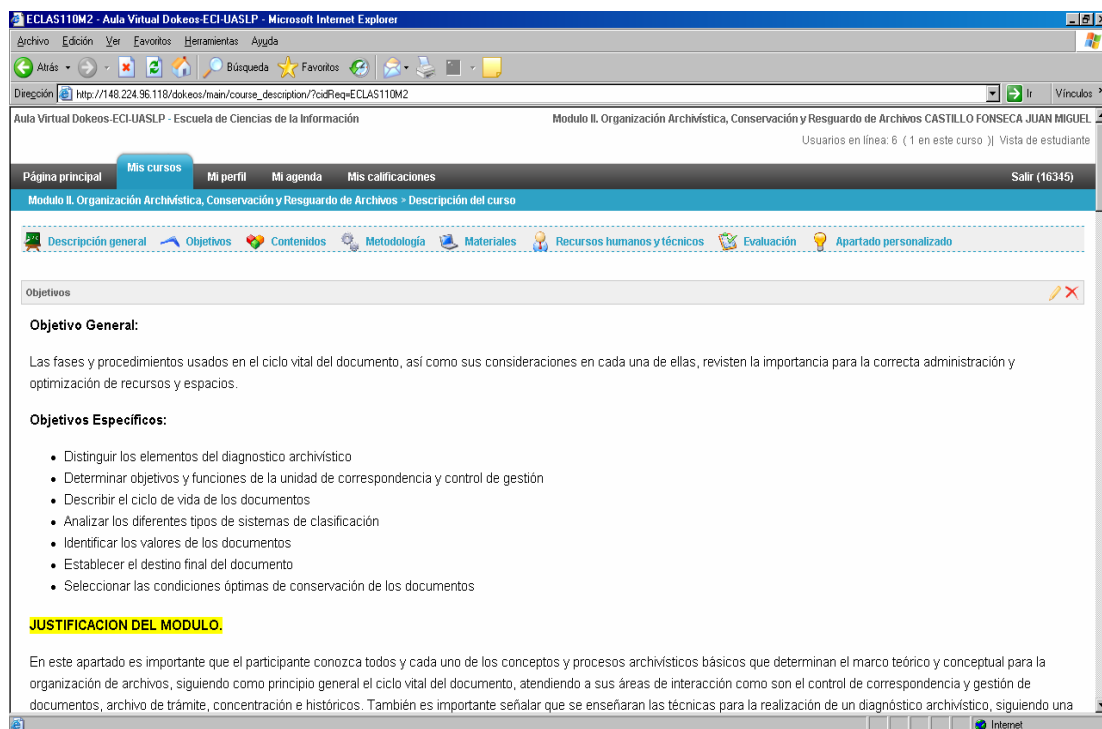 ECLAS110M2 - Aula Virtual Dokeos-ECI-UASLP - Microsoft Internet Explorer
Archivo Edición Ver Favoritos Herramientas Ayuda
Atrás Búsqueda Favoritos
Dirección http://148.224.96.118/dokeos/main/course_description/?cidReq=ECLAS110M2 Ir Vínculos
Aula Virtual Dokeos-ECI-UASLP - Escuela de Ciencias de la Información Modulo II. Organización Archivística, Conservación y Resguardo de Archivos CASTILLO FONSECA JUAN MIGUEL
Usuarios en línea: 6 ( 1 en este curso )| Vista de estudiante
Página principal Mis cursos Mi perfil Mi agenda Mis calificaciones Salir (16345)
Modulo II. Organización Archivística, Conservación y Resguardo de Archivos > Descripción del curso
Descripción general Objetivos Contenidos Metodología Materiales Recursos humanos y técnicos Evaluación Apartado personalizado
Objetivos
Objetivo General:
Las fases y procedimientos usados en el ciclo vital del documento, así como sus consideraciones en cada una de ellas, revisten la importancia para la correcta administración y
optimización de recursos y espacios.
Objetivos Específicos:
• Distinguir los elementos del diagnostico archivístico
• Determinar objetivos y funciones de la unidad de correspondencia y control de gestión
• Describir el ciclo de vida de los documentos
• Analizar los diferentes tipos de sistemas de clasificación
• Identificar los valores de los documentos
• Establecer el destino final del documento
• Seleccionar las condiciones óptimas de conservación de los documentos
JUSTIFICACION DEL MODULO.
En este apartado es importante que el participante conozca todos y cada uno de los conceptos y procesos archivísticos básicos que determinan el marco teórico y conceptual para la
organización de archivos, siguiendo como principio general el ciclo vital del documento, atendiendo a sus áreas de interacción como son el control de correspondencia y gestión de
documentos, archivo de trámite, concentración e históricos. También es importante señalar que se enseñaran las técnicas para la realización de un diagnóstico archivístico, siguiendo una
Internet